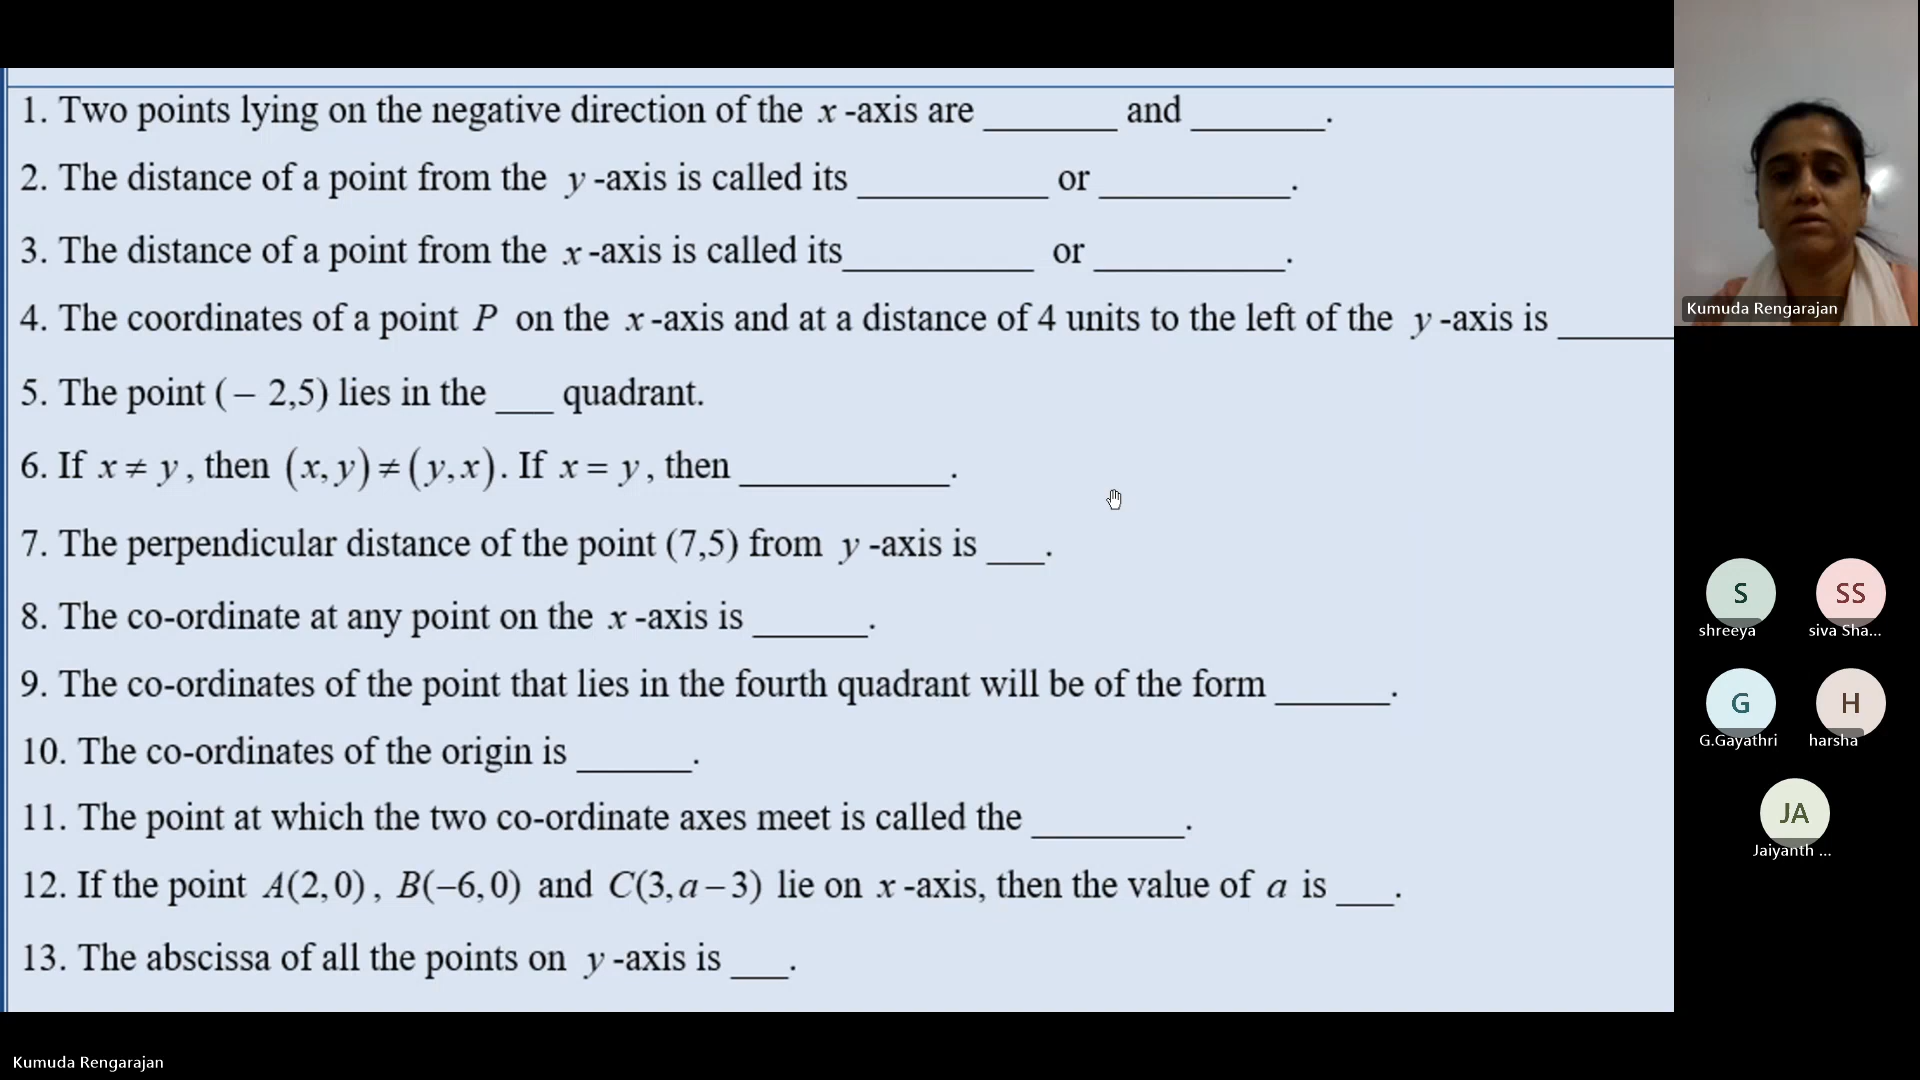 1. Two points lying on the negative direction of the x-axis are _______ and _______.
2. The distance of a point from the y-axis is called its __________ or __________.
3. The distance of a point from the x-axis is called its__________ or __________.
4. The coordinates of a point P on the x-axis and at a distance of 4 units to the left of the y-axis is ______
5. The point (– 2,5) lies in the ___ quadrant.
6. If x ≠ y, then (x, y) ≠ (y, x). If x = y, then ___________.
7. The perpendicular distance of the point (7,5) from y-axis is ___.
8. The co-ordinate at any point on the x-axis is ______.
9. The co-ordinates of the point that lies in the fourth quadrant will be of the form ______.
10. The co-ordinates of the origin is ______.
11. The point at which the two co-ordinate axes meet is called the ________.
12. If the point A(2,0), B(−6,0) and C(3,a−3) lie on x-axis, then the value of a is ___.
13. The abscissa of all the points on y-axis is ___.
Kumuda Rengarajan
S
SS
shreeya
siva Sha...
G
H
G.Gayathri
harsha
JA
Jaiyanth ...
Kumuda Rengarajan